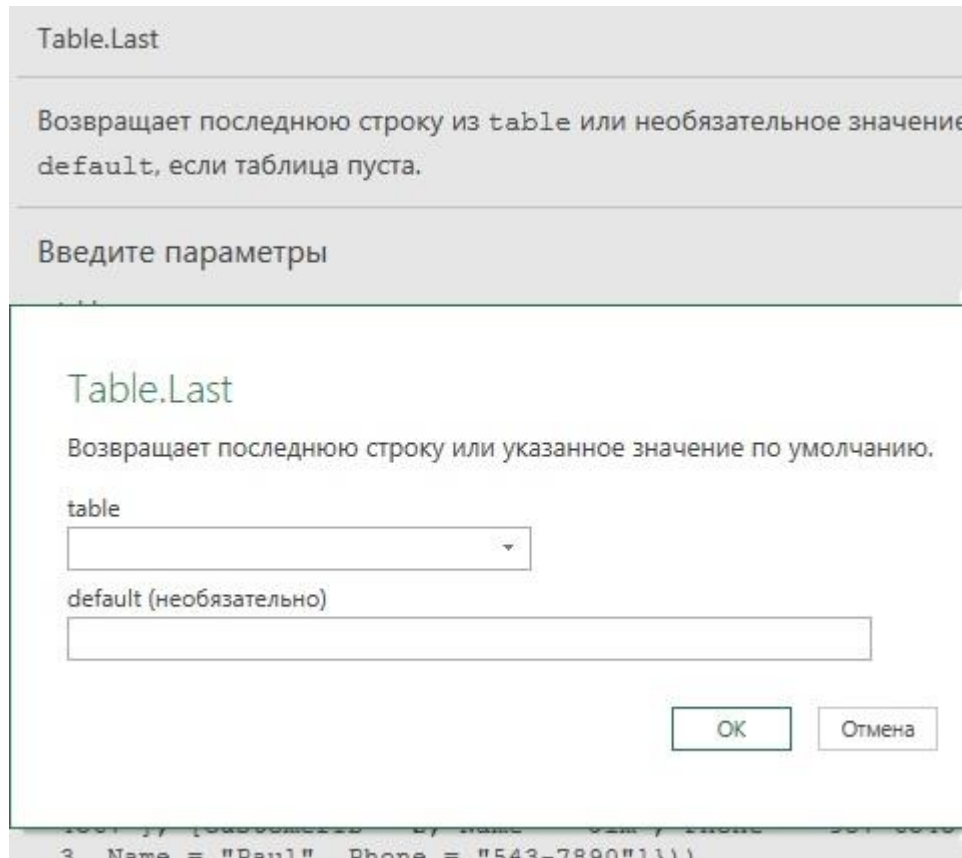 Table.Last
Возвращает последнюю строку из table или необязательное значение
default, если таблица пуста.
Введите параметры
Table.Last
Возвращает последнюю строку или указанное значение по умолчанию.
table
default (необязательно)
OK
Отмена
3, Name = "Paul", Phone = "543-7890"]}))